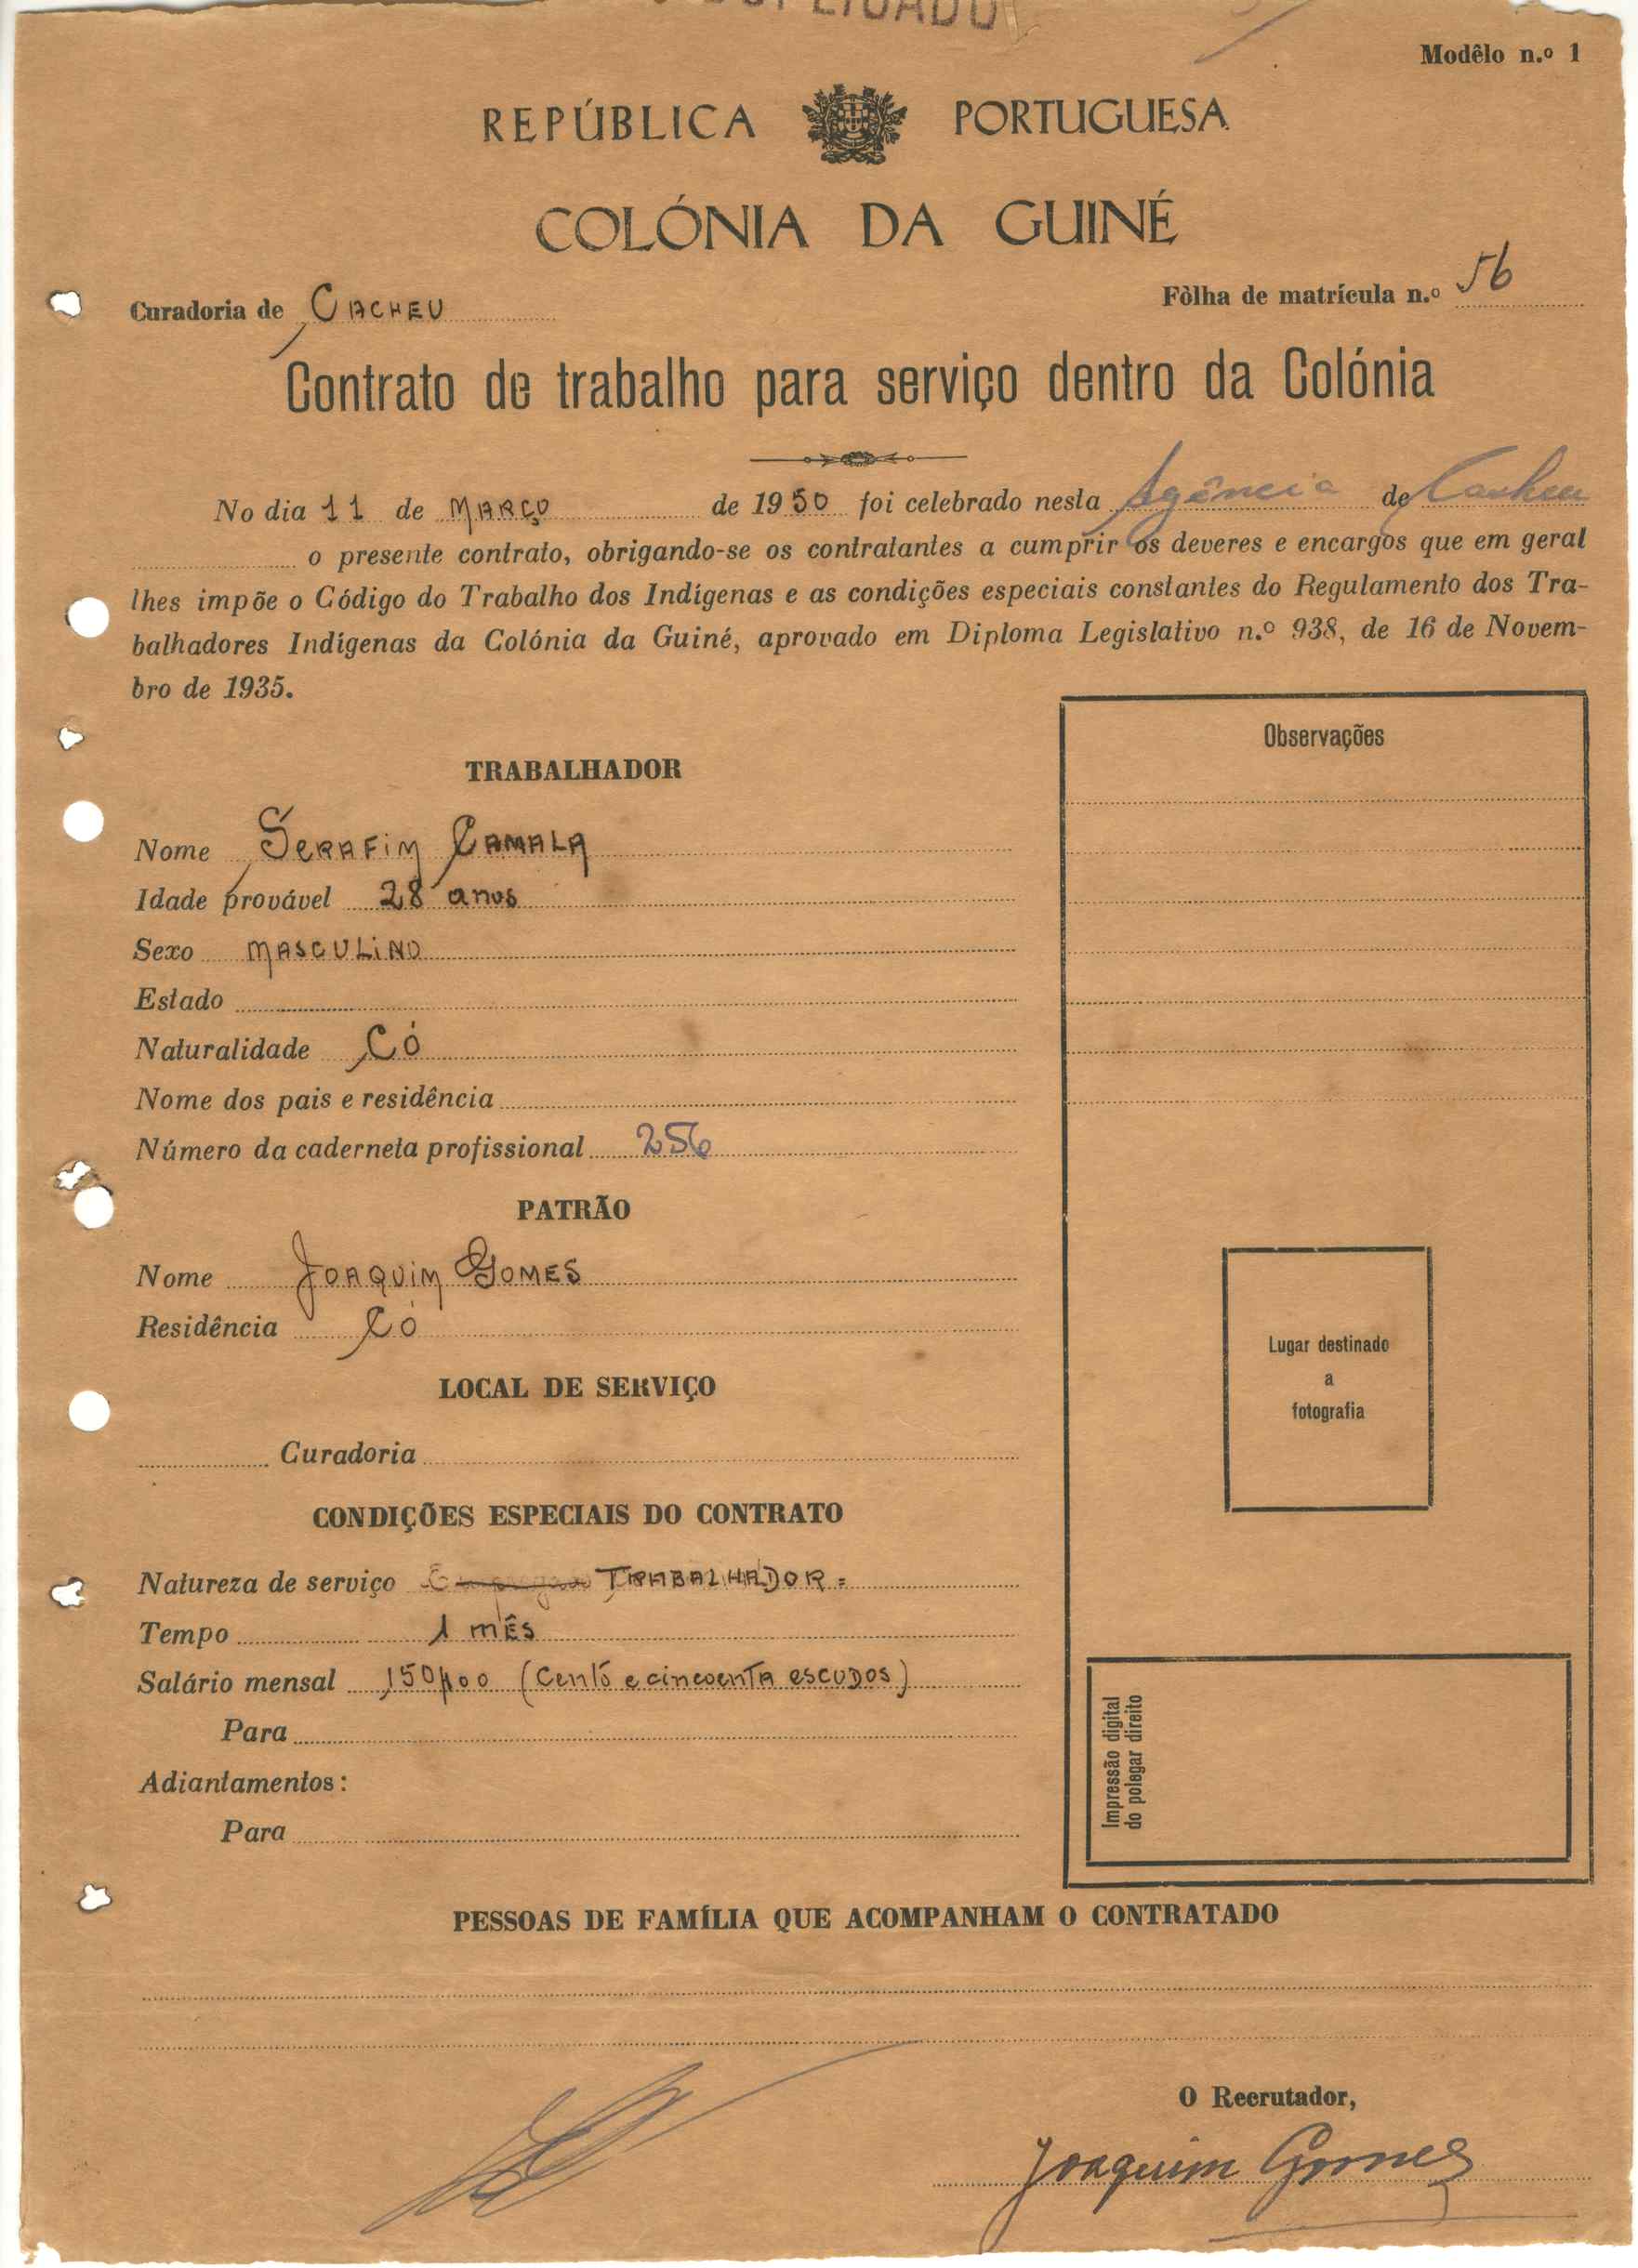 DUPLICADO
Modêlo n.º 1
REPÚBLICA PORTUGUESA
COLÓNIA DA GUINÉ
Curadoria de CACHEU
Fôlha de matrícula n.º 56
Contrato de trabalho para serviço dentro da Colónia
No dia 11 de MARÇO de 1950 foi celebrado nesta Agência de Cacheu
o presente contrato, obrigando-se os contratantes a cumprir os deveres e encargos que em geral
lhes impõe o Código do Trabalho dos Indígenas e as condições especiais constantes do Regulamento dos Tra-
balhadores Indígenas da Colónia da Guiné, aprovado em Diploma Legislativo n.º 938, de 16 de Novem-
bro de 1935.
Observações
TRABALHADOR
Nome SERAFIM CAMALA
Idade provável 28 anos
Sexo MASCULINO
Estado
Naturalidade Có
Nome dos pais e residência
Número da caderneta profissional 256
PATRÃO
Nome JOAQUIM GOMES
Residência Có
Lugar destinado
a
fotografia
LOCAL DE SERVIÇO
Curadoria
CONDIÇÕES ESPECIAIS DO CONTRATO
Natureza de serviço TRABALHADOR=
Tempo 1 mÊs
Salário mensal 150$00 (Cento e cincoenta escudos)
Para
Adiantamentos:
Para
Impressão digital
do polegar direito
PESSOAS DE FAMÍLIA QUE ACOMPANHAM O CONTRATADO
O Recrutador,
Joaquim Gomes